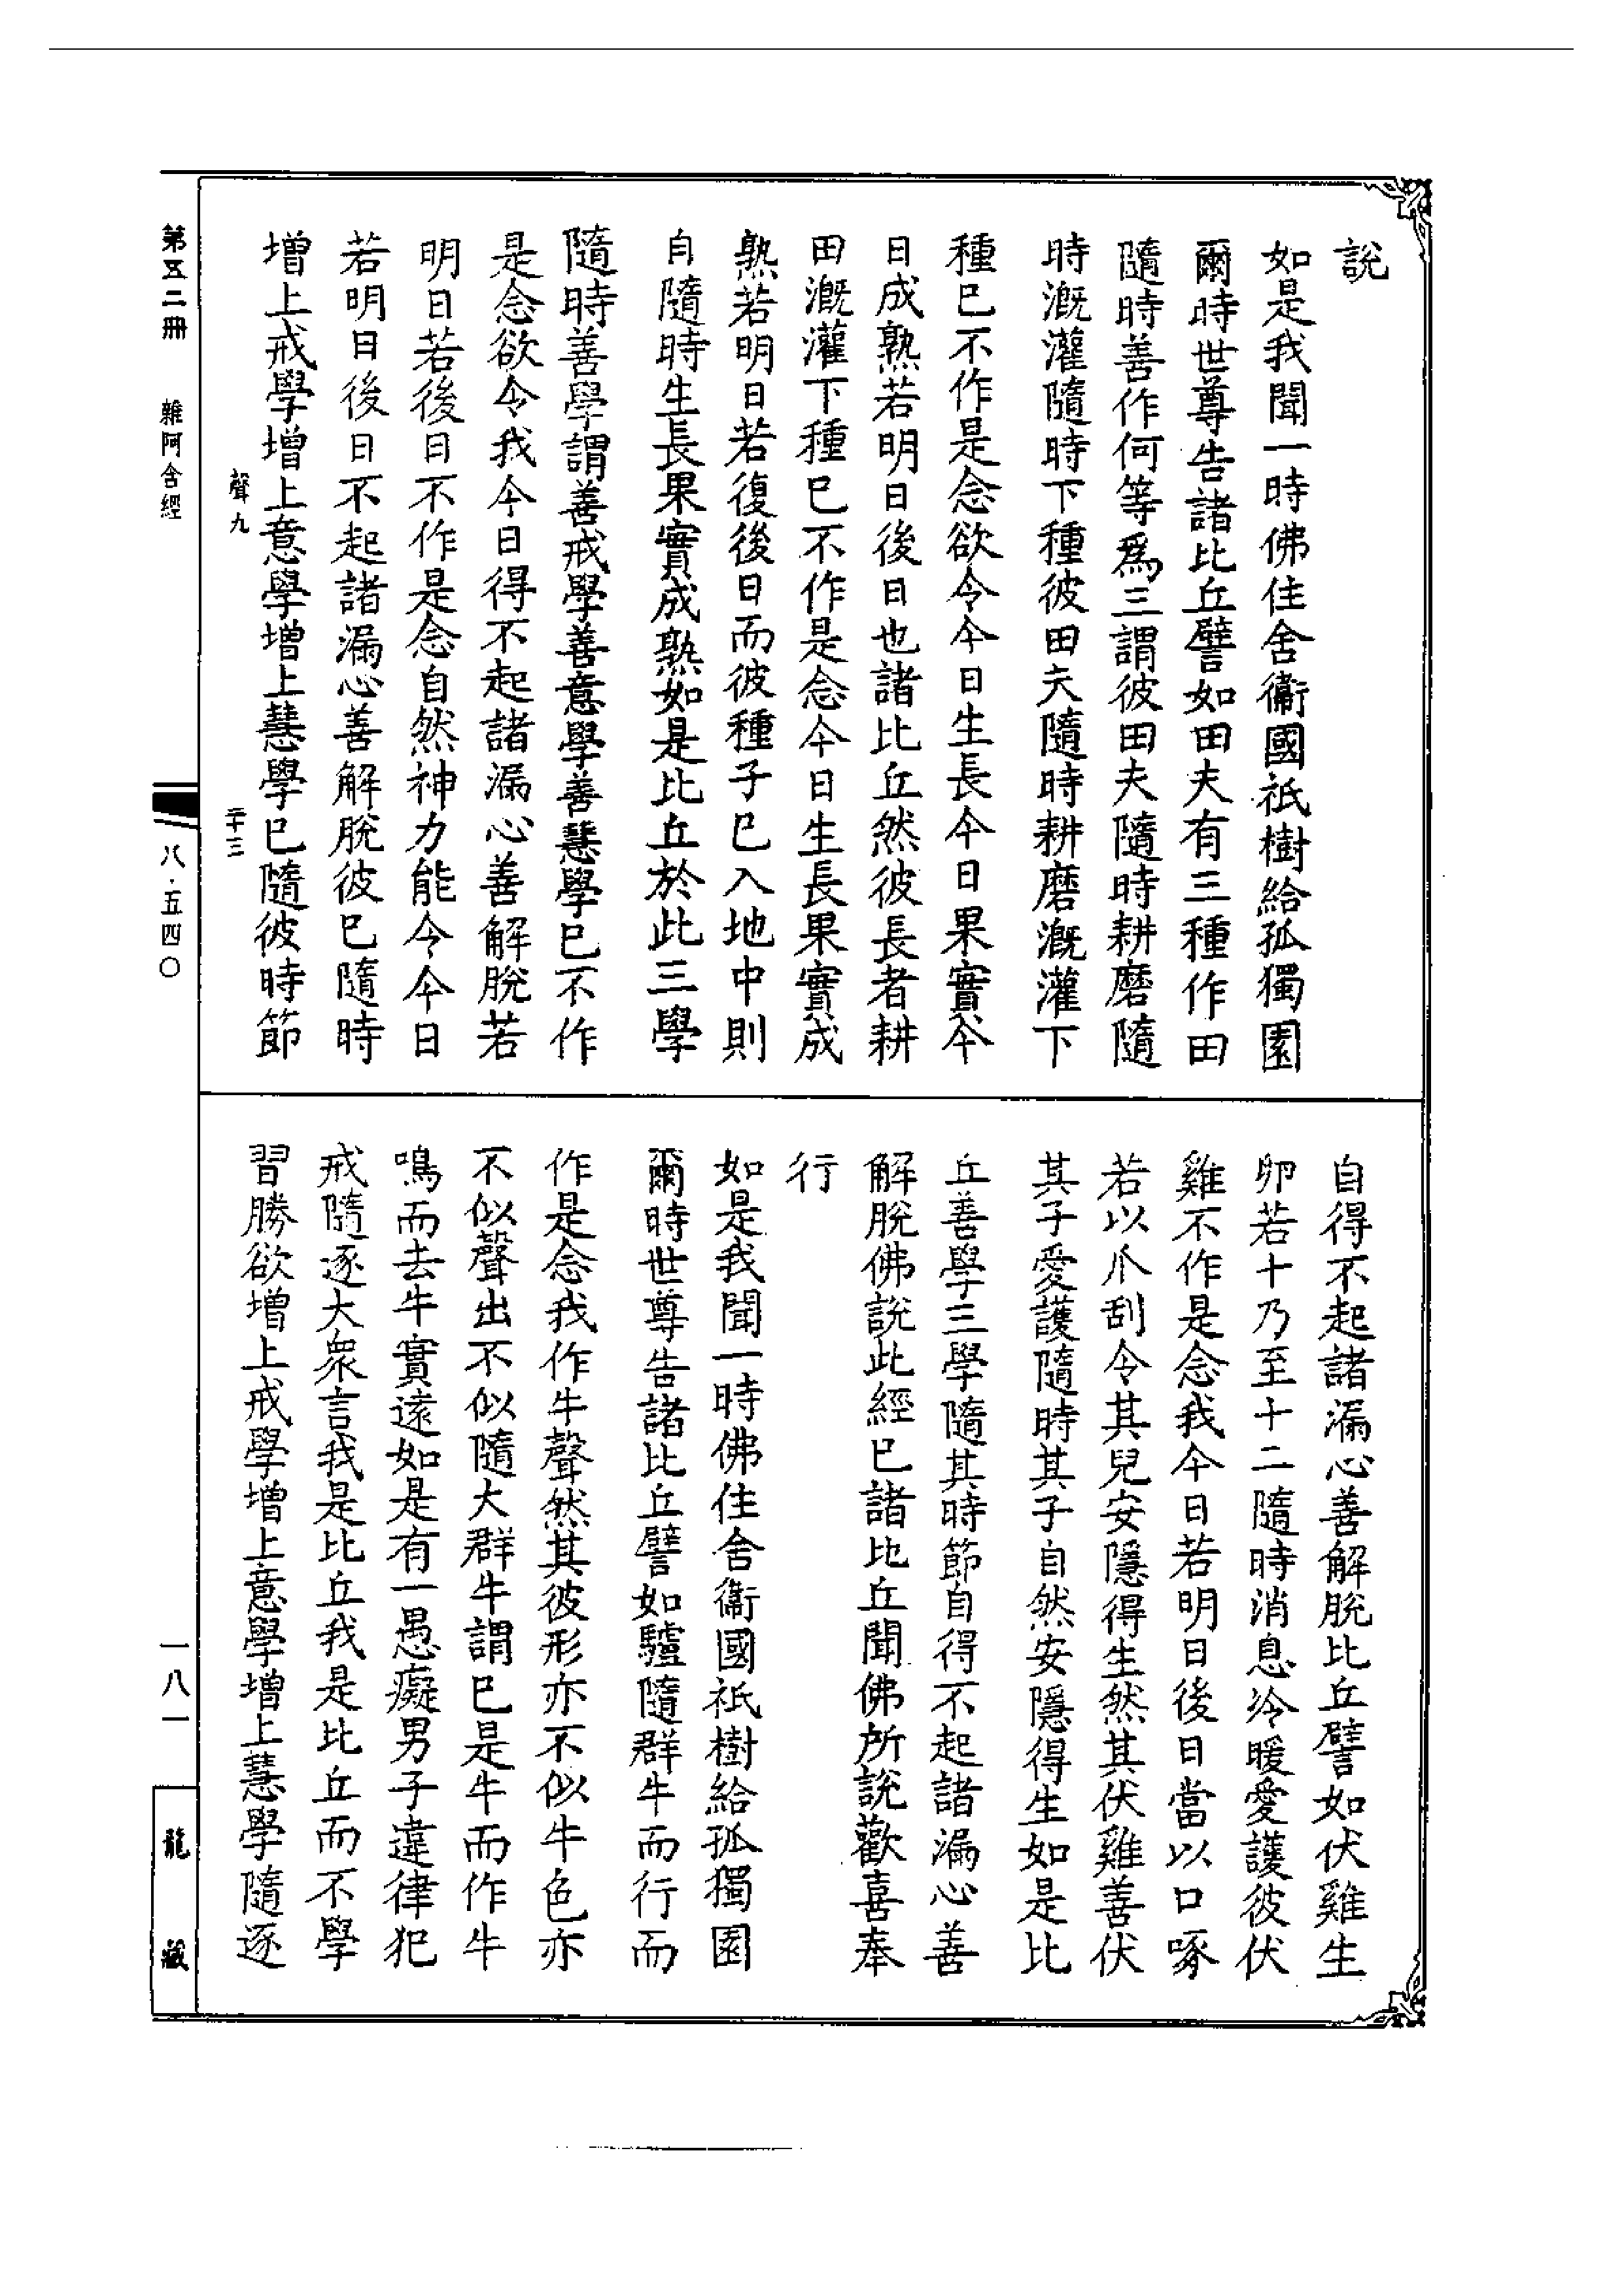 說
如是我聞一時佛住舍衞國祇樹給孤獨園
爾時世尊告諸比丘譬如田夫有三種作田
隨時善作何等爲三謂彼田夫隨時耕磨隨
時溉灌隨時下種彼田夫隨時耕磨溉灌下
種已不作是念欲令今日生長今日果實今
日成熟若明日後日也諸比丘然彼長者耕
田溉灌下種已不作是念今日生長果實成
熟若明日若復後日而彼種子已入地中則
自隨時生長果實成熟如是比丘於此三學
隨時善學謂善戒學善意學善慧學已不作
是念欲令我今日得不起諸漏心善解脫若
明日若後日不作是念自然神力能令今日
若明日後日不起諸漏心善解脫彼已隨時
增上戒學增上意學增上慧學已隨彼時節
自得不起諸漏心善解脫比丘譬如伏雞生
卵若十乃至十二隨時消息冷暖愛護彼伏
雞不作是念我今日若明日後日當以口啄
若以爪刮令其兒安隱得生然其伏雞善伏
其子愛護隨時其子自然安隱得生如是比
丘善學三學隨其時節自得不起諸漏心善
解脫佛說此經已諸比丘聞佛所說歡喜奉
行
如是我聞一時佛住舍衞國祇樹給孤獨園
爾時世尊告諸比丘譬如驢隨群牛而行而
作是念我作牛聲然其彼形亦不似牛色亦
不似聲出不似隨大群牛謂已是牛而作牛
鳴而去牛實遠如是有一愚癡男子違律犯
戒隨逐大衆言我是比丘我是比丘而不學
習勝欲增上戒學增上意學增上慧學隨逐
聲九
二十三
第五二冊
雜阿含經
八·五四〇
一八一
龍藏